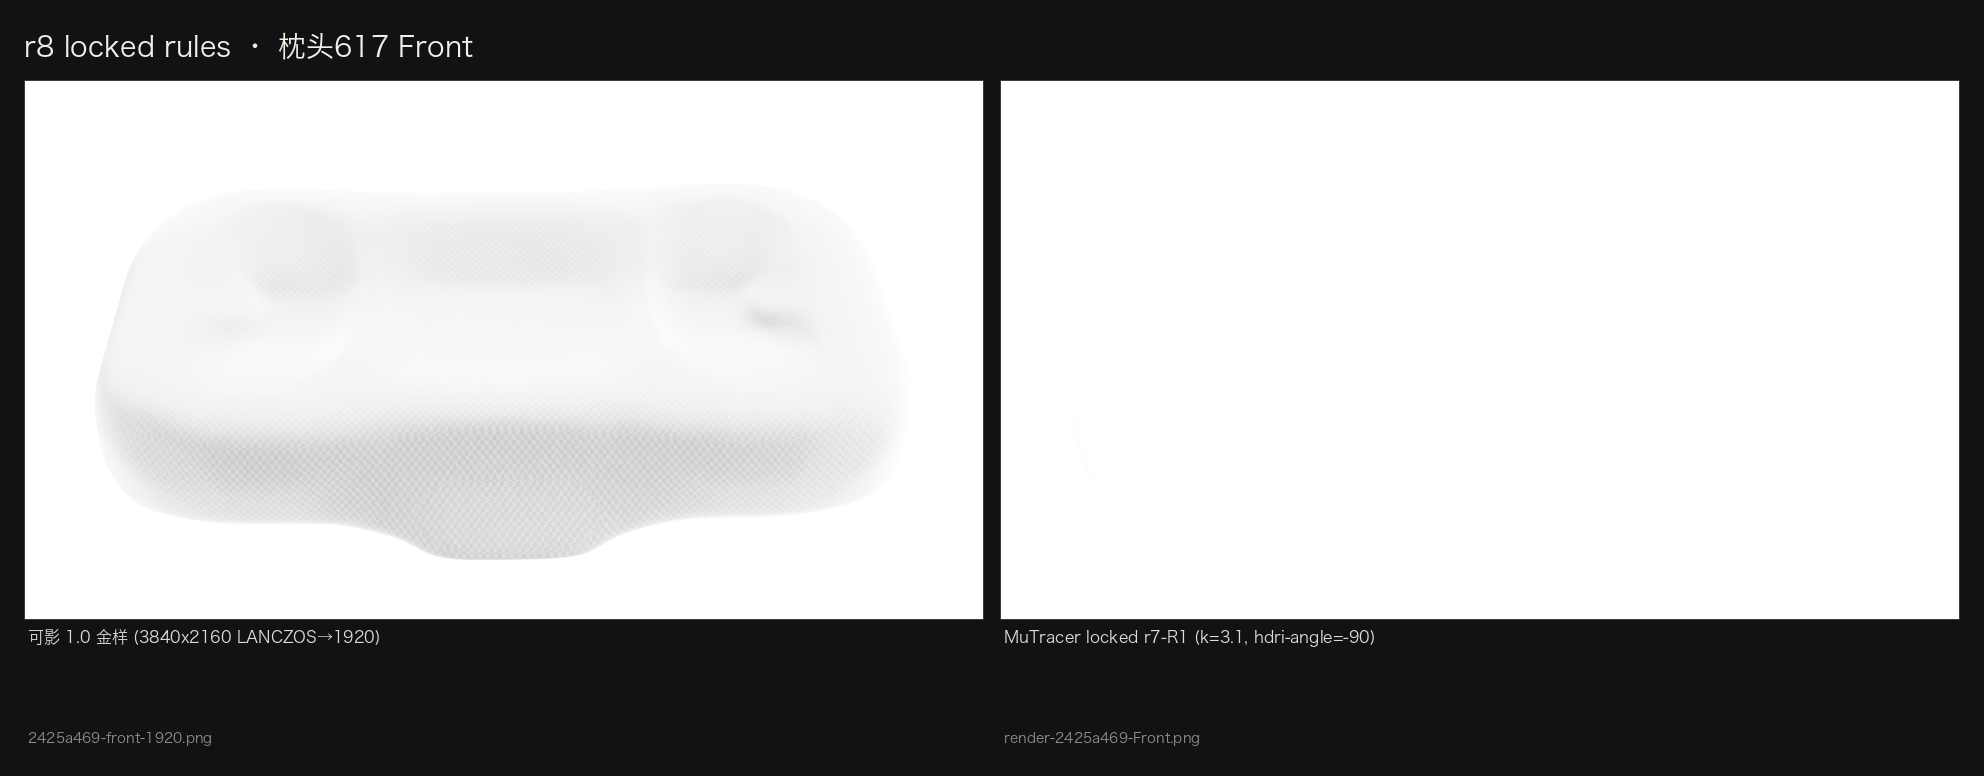 r8 locked rules · 枕头617 Front
可影 1.0 金样 (3840x2160 LANCZOS→1920)
MuTracer locked r7-R1 (k=3.1, hdri-angle=-90)
2425a469-front-1920.png
render-2425a469-Front.png